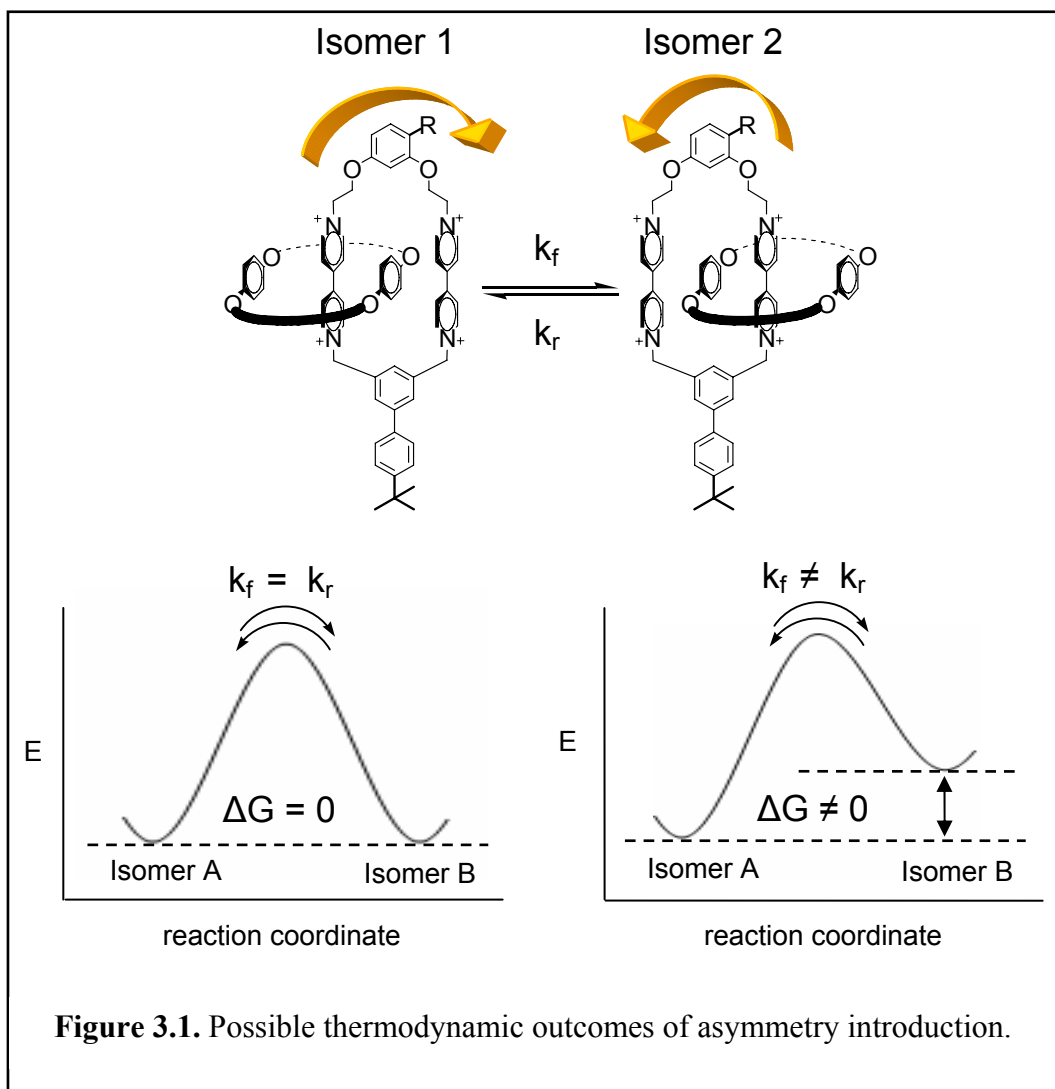 Isomer 1 Isomer 2
R R
O O O O
+N N+ +N N+
O O O O
kf
kr
O O O O
+N N+ +N N+
kf = kr kf ≠ kr
E E
ΔG = 0 ΔG ≠ 0
Isomer A Isomer B Isomer A Isomer B
reaction coordinate reaction coordinate
Figure 3.1. Possible thermodynamic outcomes of asymmetry introduction.